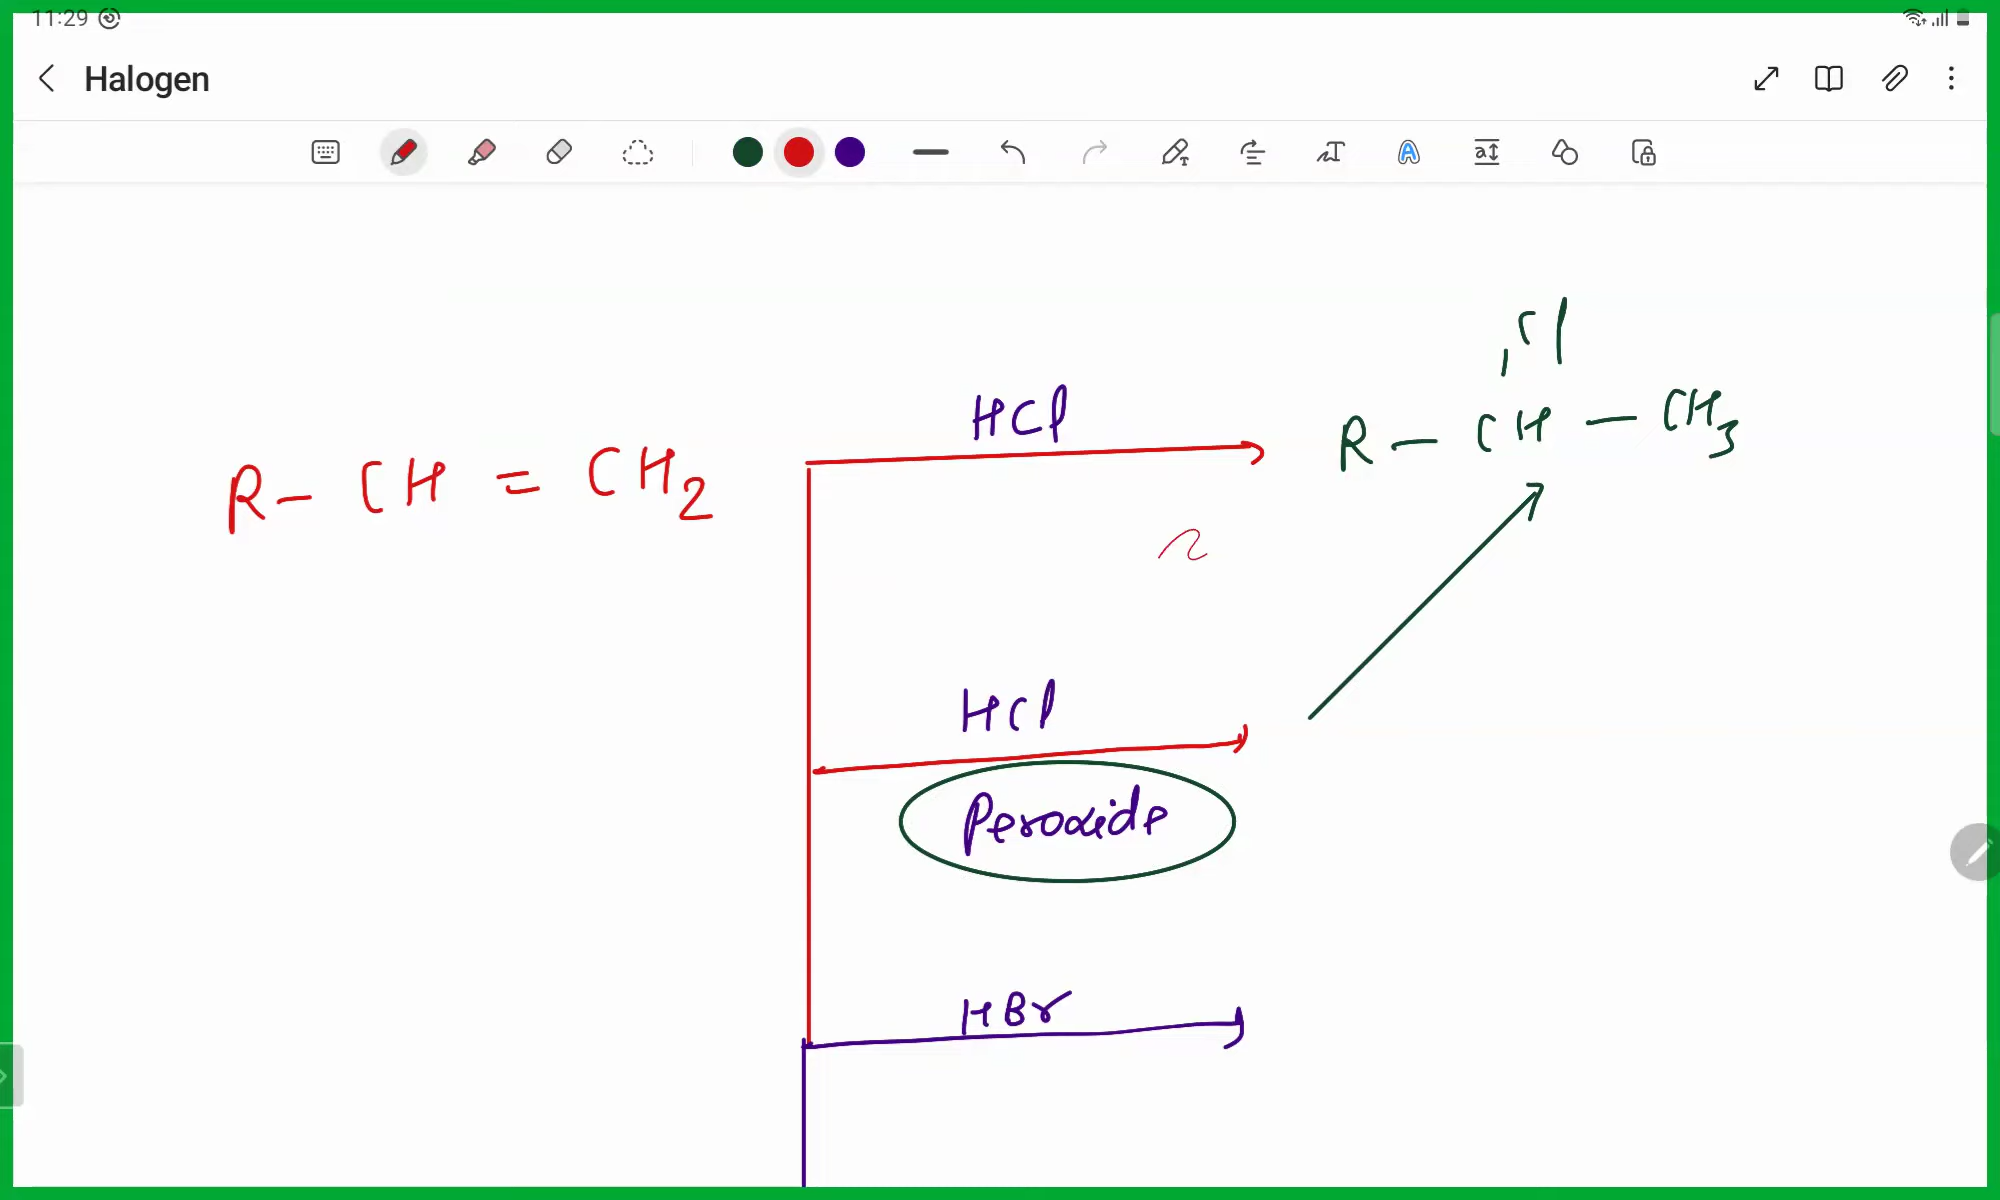 11:29
Halogen
Cl
HCl
R - CH - CH3
R - CH = CH2
HCl
Peroxide
HBr